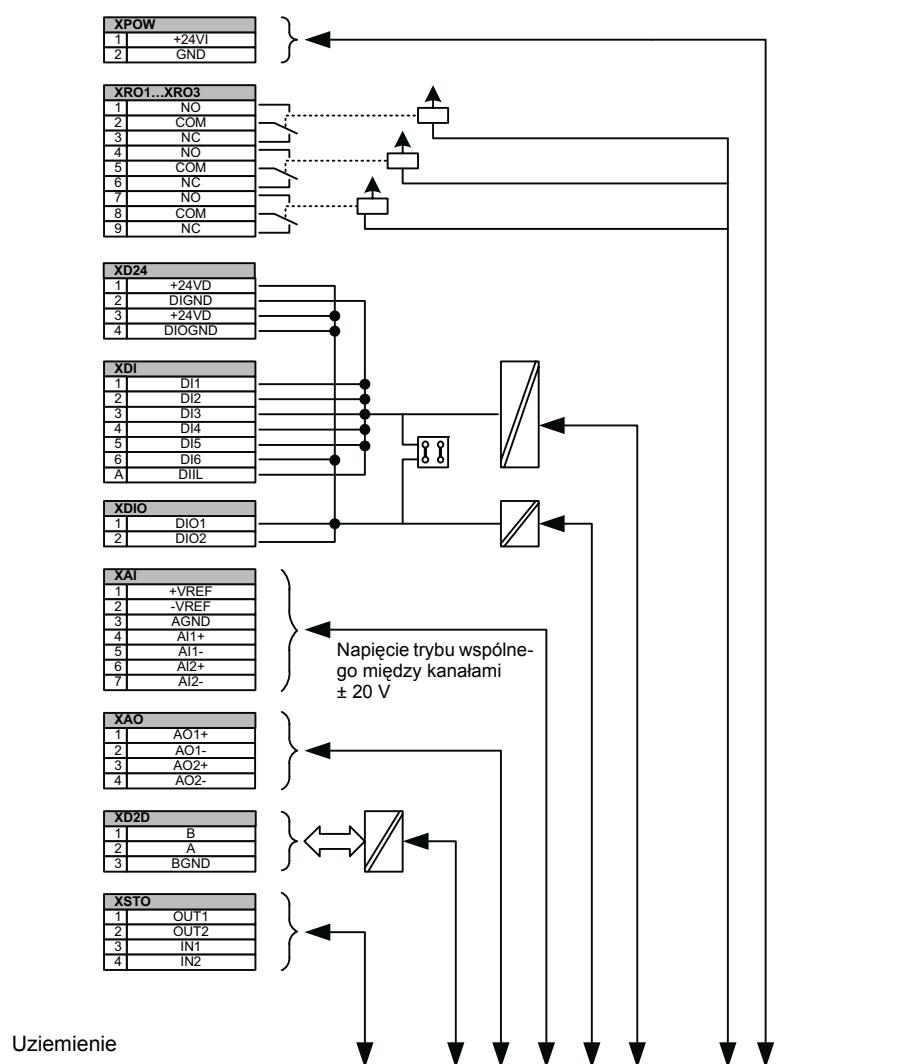 XPOW
1 +24VI
2 GND
XRO1...XRO3
1 NO
2 COM
3 NC
4 NO
5 COM
6 NC
7 NO
8 COM
9 NC
XD24
1 +24VD
2 DIGND
3 +24VD
4 DIOGND
XDI
1 DI1
2 DI2
3 DI3
4 DI4
5 DI5
6 DI6
A DIIL
XDIO
1 DIO1
2 DIO2
XAI
1 +VREF
2 -VREF
3 AGND
4 AI1+
5 AI1-
6 AI2+
7 AI2-
Napięcie trybu wspólne-
go między kanałami
± 20 V
XAO
1 AO1+
2 AO1-
3 AO2+
4 AO2-
XD2D
1 B
2 A
3 BGND
XSTO
1 OUT1
2 OUT2
3 IN1
4 IN2
Uziemienie